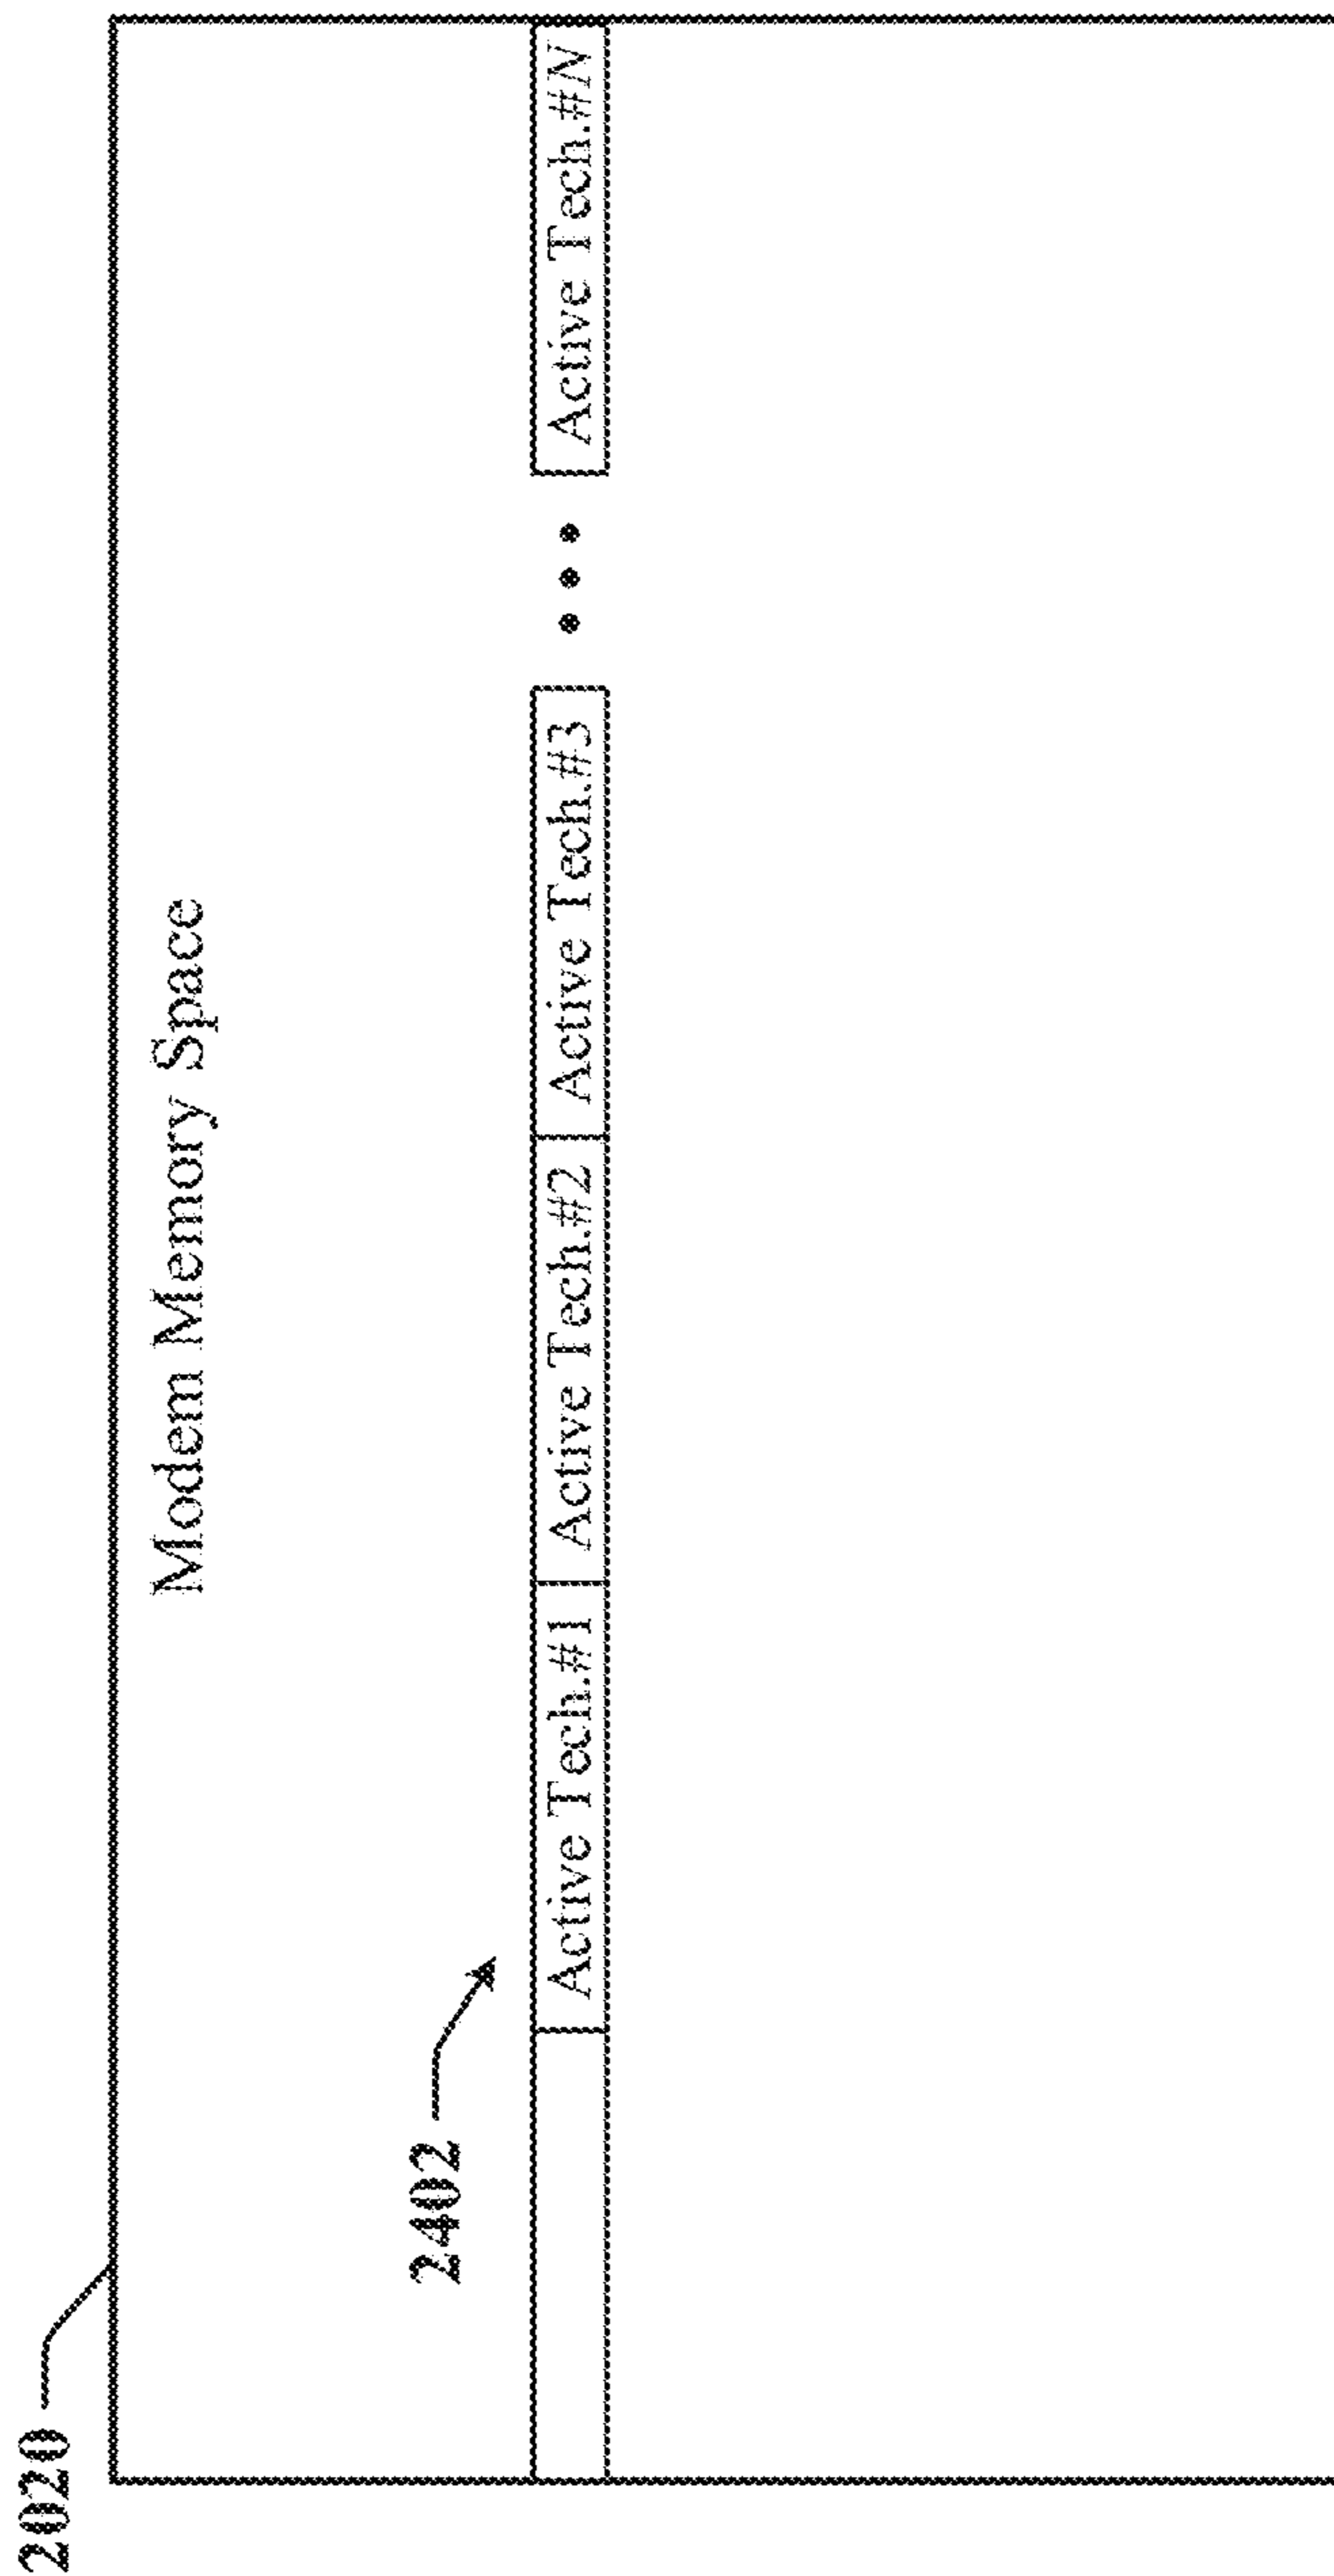 2020
Modem Memory Space
2402
Active Tech.#1 Active Tech.#2 Active Tech.#3 ••• Active Tech.#N